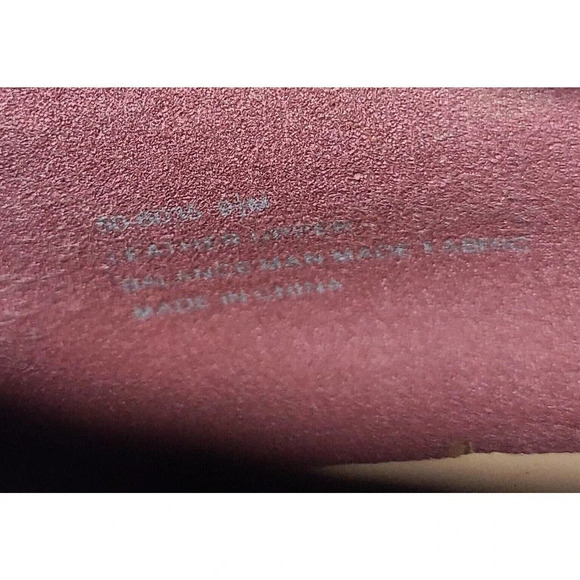 LEATHER UPPER
BALANCE MAN MADE FABRIC
MADE IN CHINA